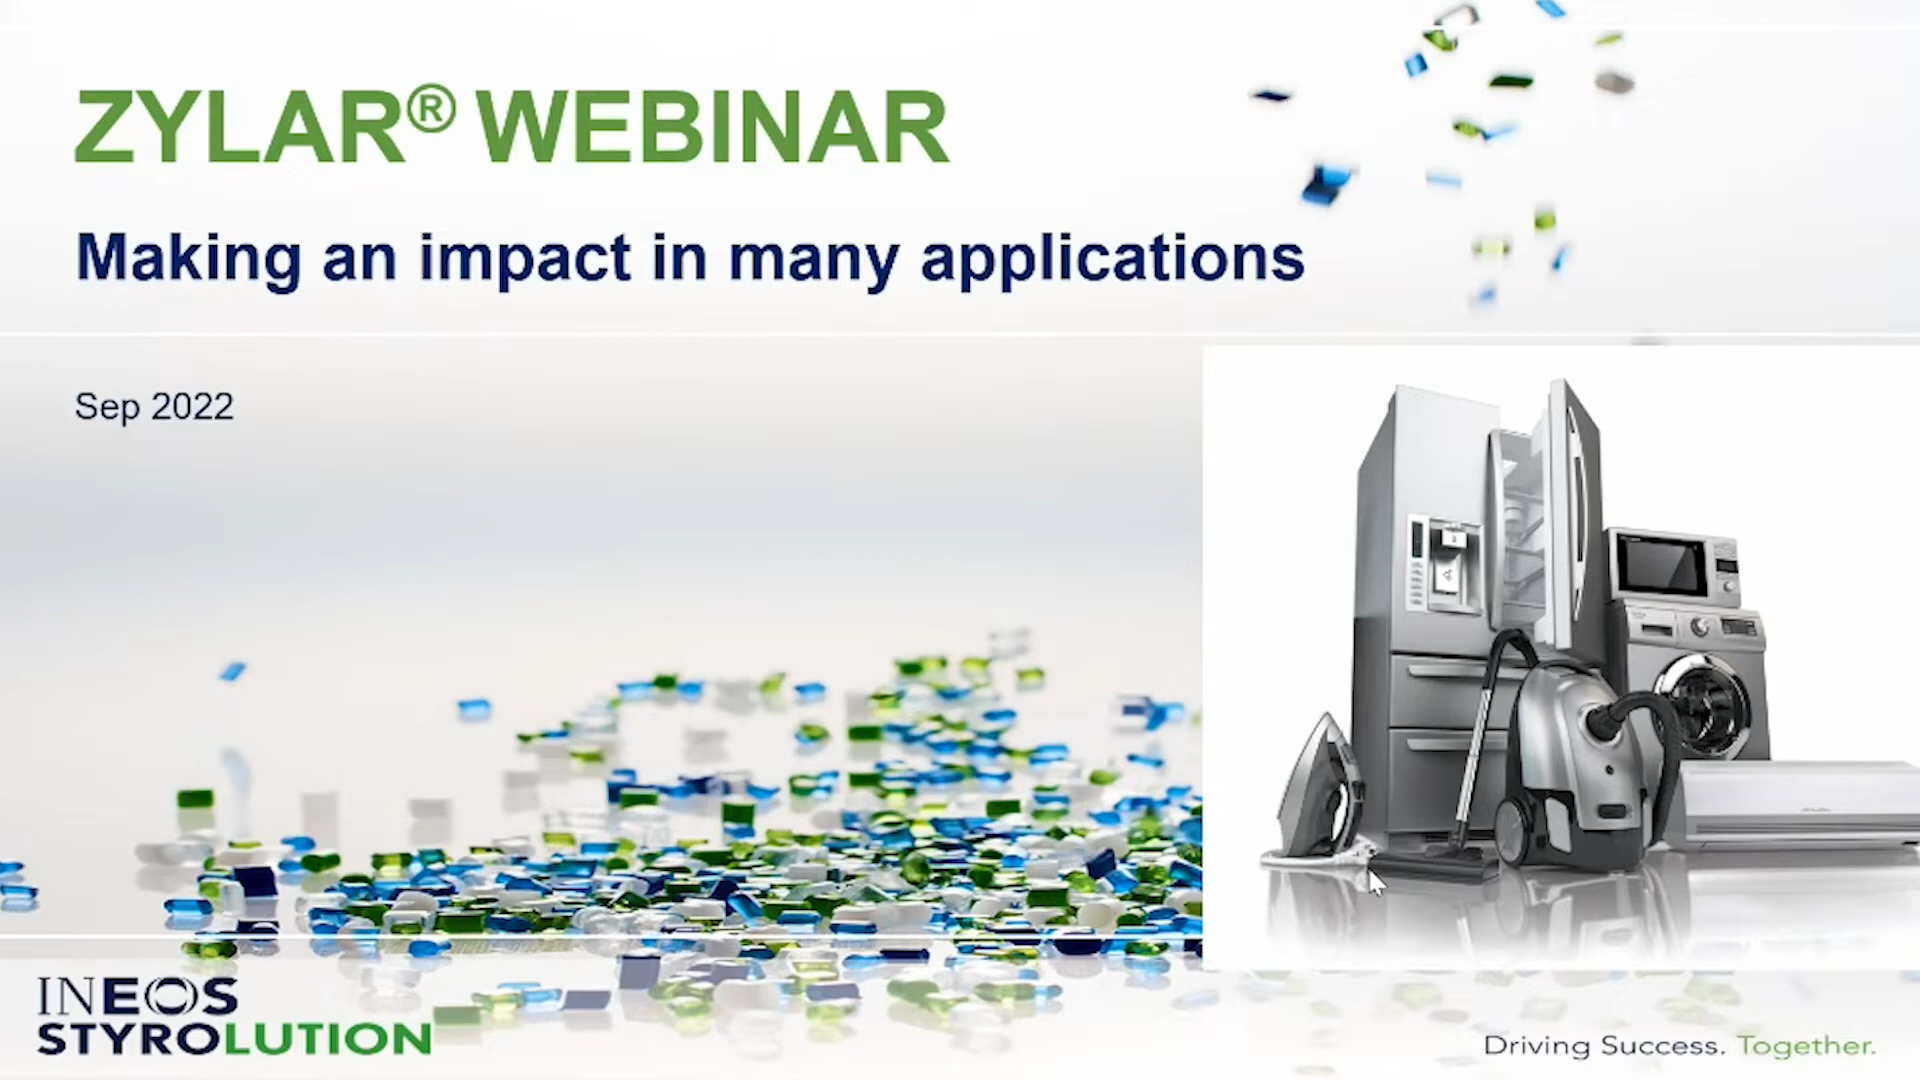 ZYLAR® WEBINAR
Making an impact in many applications
Sep 2022
INEOS
STYROLUTION
Driving Success. Together.